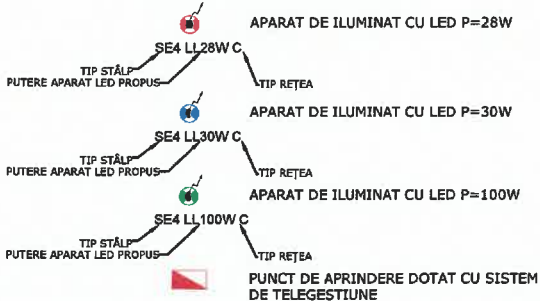 APARAT DE ILUMINAT CU LED P=28W
SE4 LL28W C
TIP STÂLP
PUTERE APARAT LED PROPUS
TIP REȚEA
APARAT DE ILUMINAT CU LED P=30W
SE4 LL30W C
TIP STÂLP
PUTERE APARAT LED PROPUS
TIP REȚEA
APARAT DE ILUMINAT CU LED P=100W
SE4 LL100W C
TIP STÂLP
PUTERE APARAT LED PROPUS
TIP REȚEA
PUNCT DE APRINDERE DOTAT CU SISTEM
DE TELEGESTIUNE